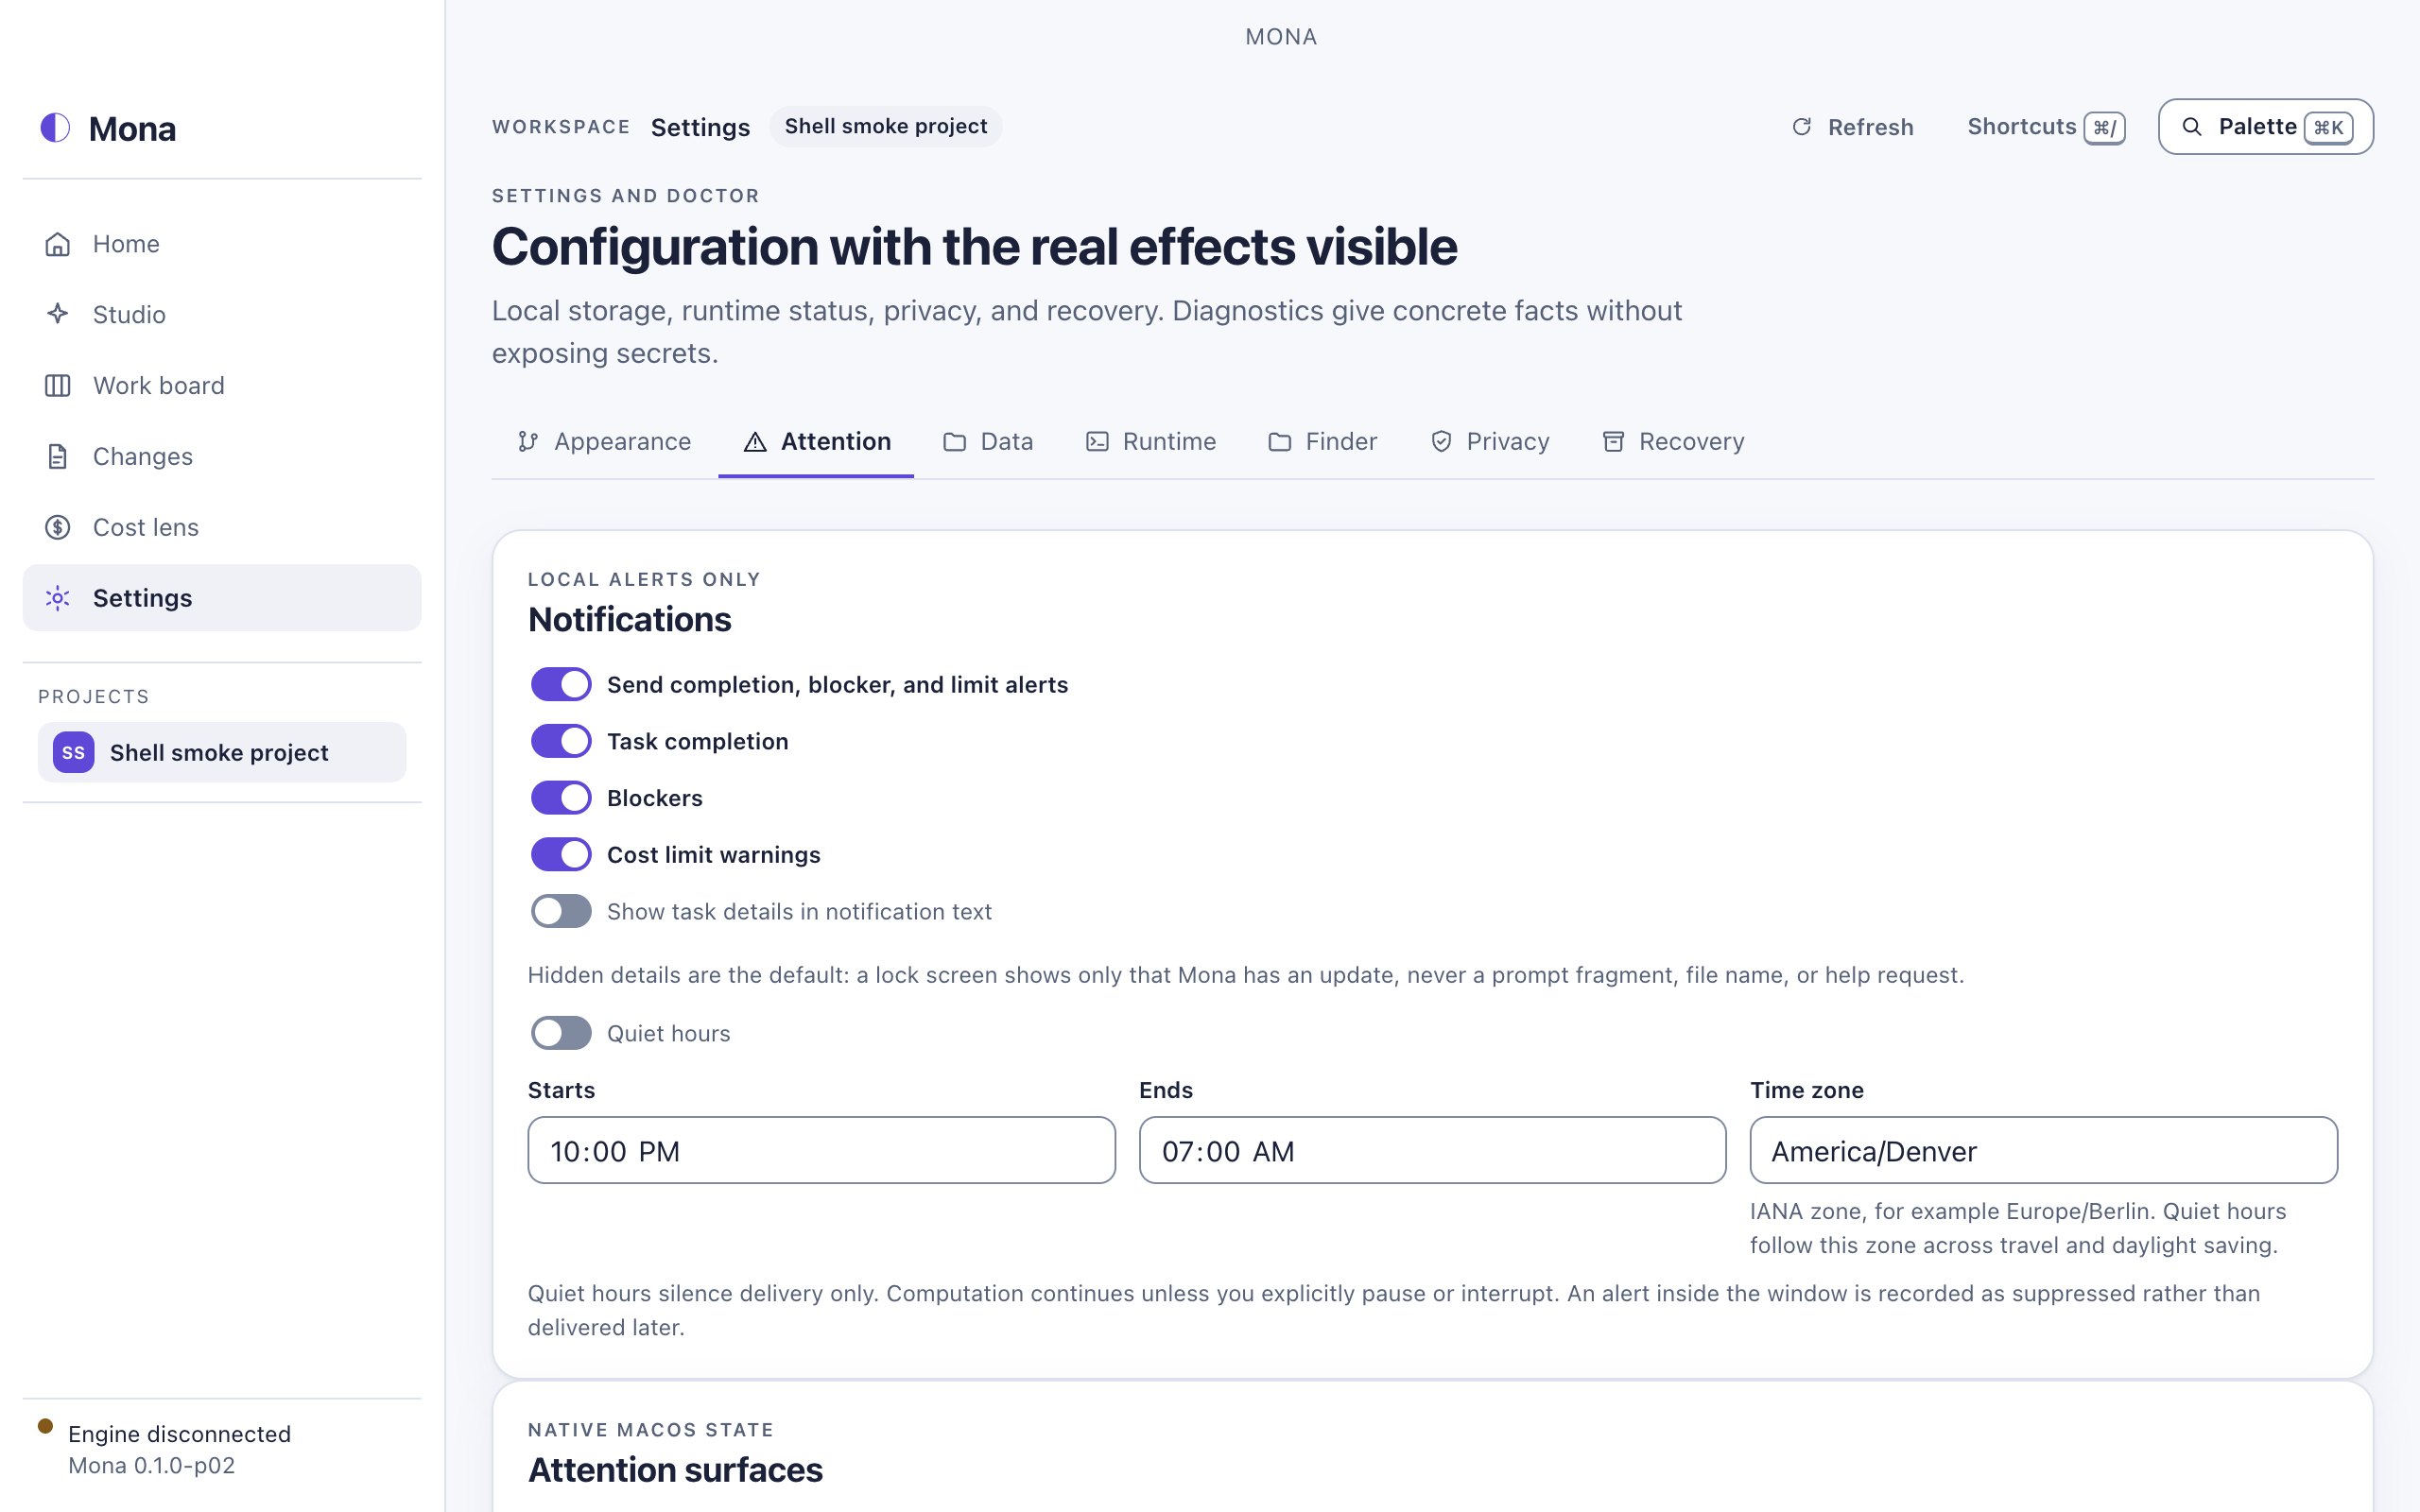 MONA
Mona
Home
Studio
Work board
Changes
Cost lens
Settings
PROJECTS
SS Shell smoke project
Engine disconnected
Mona 0.1.0-p02
WORKSPACE Settings Shell smoke project
Refresh Shortcuts ⌘/ Palette ⌘K
SETTINGS AND DOCTOR
Configuration with the real effects visible
Local storage, runtime status, privacy, and recovery. Diagnostics give concrete facts without
exposing secrets.
Appearance Attention Data Runtime Finder Privacy Recovery
LOCAL ALERTS ONLY
Notifications
Send completion, blocker, and limit alerts
Task completion
Blockers
Cost limit warnings
Show task details in notification text
Hidden details are the default: a lock screen shows only that Mona has an update, never a prompt fragment, file name, or help request.
Quiet hours
Starts Ends Time zone
10:00 PM 07:00 AM America/Denver
IANA zone, for example Europe/Berlin. Quiet hours
follow this zone across travel and daylight saving.
Quiet hours silence delivery only. Computation continues unless you explicitly pause or interrupt. An alert inside the window is recorded as suppressed rather than
delivered later.
NATIVE MACOS STATE
Attention surfaces